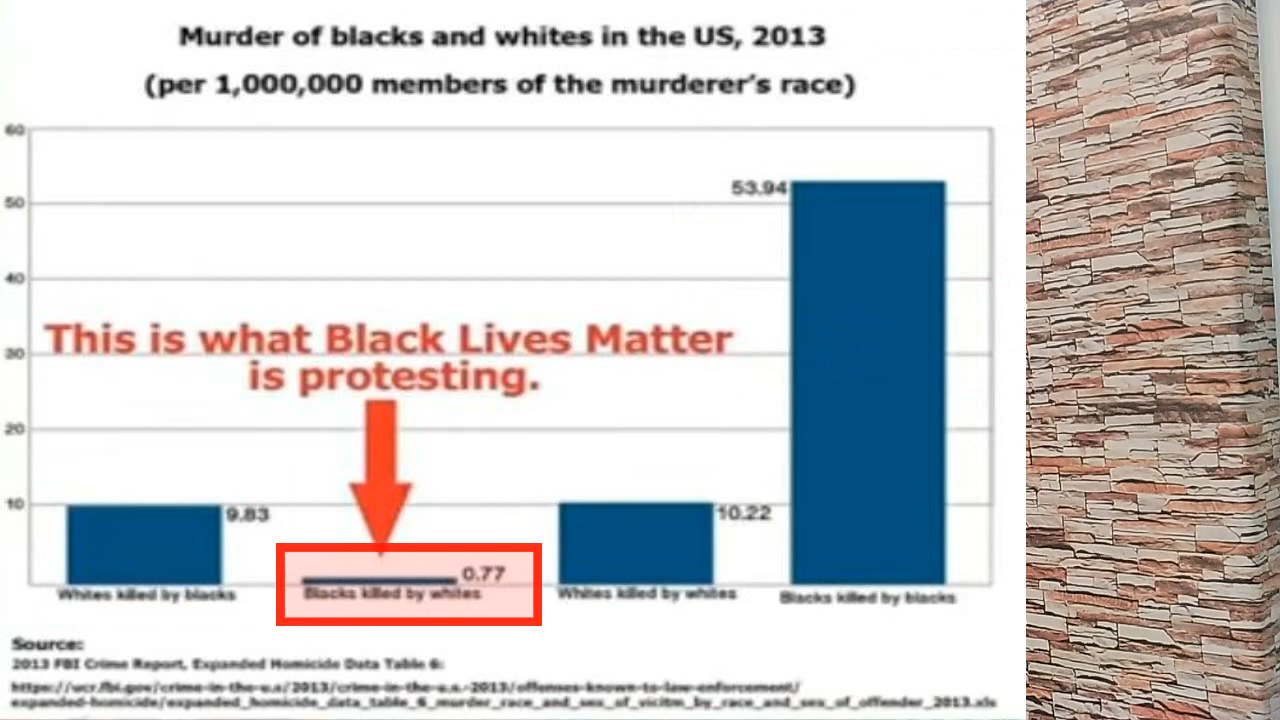 Murder of blacks and whites in the US, 2013
(per 1,000,000 members of the murderer's race)
60
50
40
30
20
10
53.94
This is what Black Lives Matter
is protesting.
9.83
0.77
10.22
Whites killed by blacks
Blacks killed by whites
Whites killed by whites
Blacks killed by blacks
Source:
2013 FBI Crime Report, Expanded Homicide Data Table 6:
https://ucr.fbi.gov/crime-in-the-u.s/2013/crime-in-the-u.s.-2013/offenses-known-to-law-enforcement/
expanded-homicide/expanded_homicide_data_table_6_murder_race_and_sex_of_vicitm_by_race_and_sex_of_offender_2013.xls